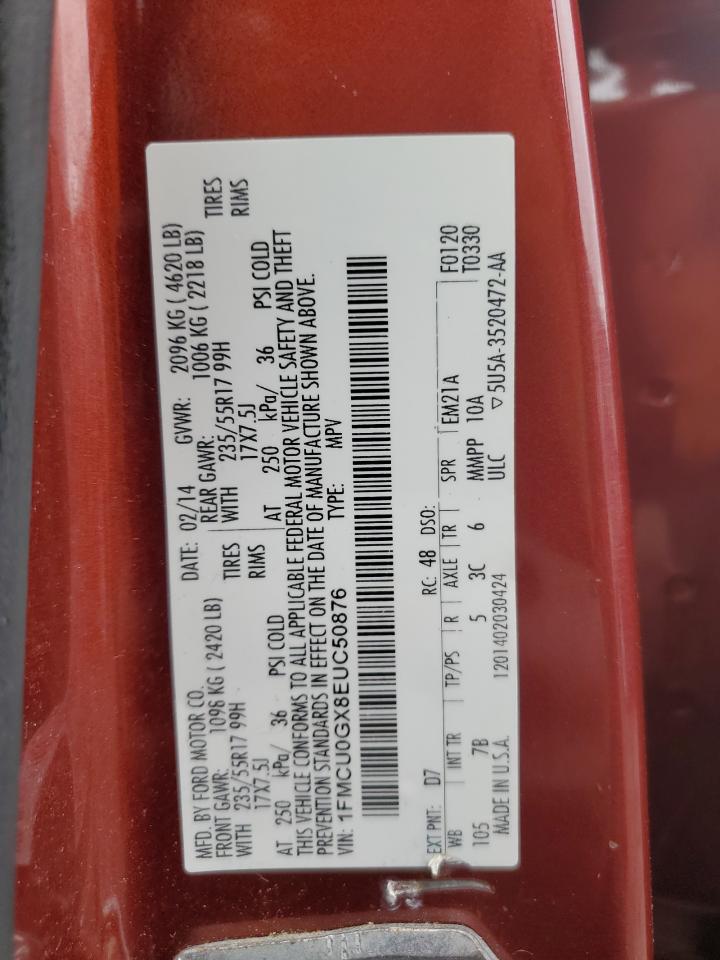 MFD. BY FORD MOTOR CO.
DATE: 02/14 GVWR: 2096 KG ( 4620 LB)
FRONT GAWR: 1096 KG ( 2420 LB) REAR GAWR: 1006 KG ( 2218 LB)
WITH 235/55R17 99H TIRES WITH 235/55R17 99H TIRES
17X7.5J RIMS 17X7.5J RIMS
AT 250 kPa/ 36 PSI COLD AT 250 kPa/ 36 PSI COLD
THIS VEHICLE CONFORMS TO ALL APPLICABLE FEDERAL MOTOR VEHICLE SAFETY AND THEFT
PREVENTION STANDARDS IN EFFECT ON THE DATE OF MANUFACTURE SHOWN ABOVE.
VIN: 1FMCU0GX8EUC50876 TYPE: MPV
EXT PNT: D7 RC: 48 DSO: F0120
WB INT TR TP/PS R AXLE TR SPR EM21A T0330
105 7B 5 3C 6 MMPP 10A
ULC
MADE IN U.S.A. 1201402030424 ▽ 5U5A-3520472-AA